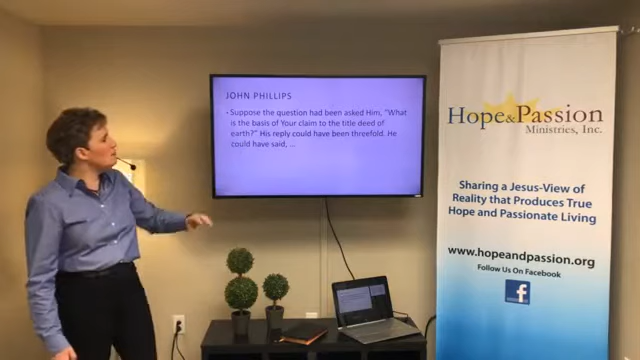 JOHN PHILLIPS
- Suppose the question had been asked Him, "What
is the basis of Your claim to the title deed of
earth?" His reply could have been threefold. He
could have said, ...
Hope&Passion
Ministries, Inc.
Sharing a Jesus-View of
Reality that Produces True
Hope and Passionate Living
www.hopeandpassion.org
Follow Us On Facebook
f